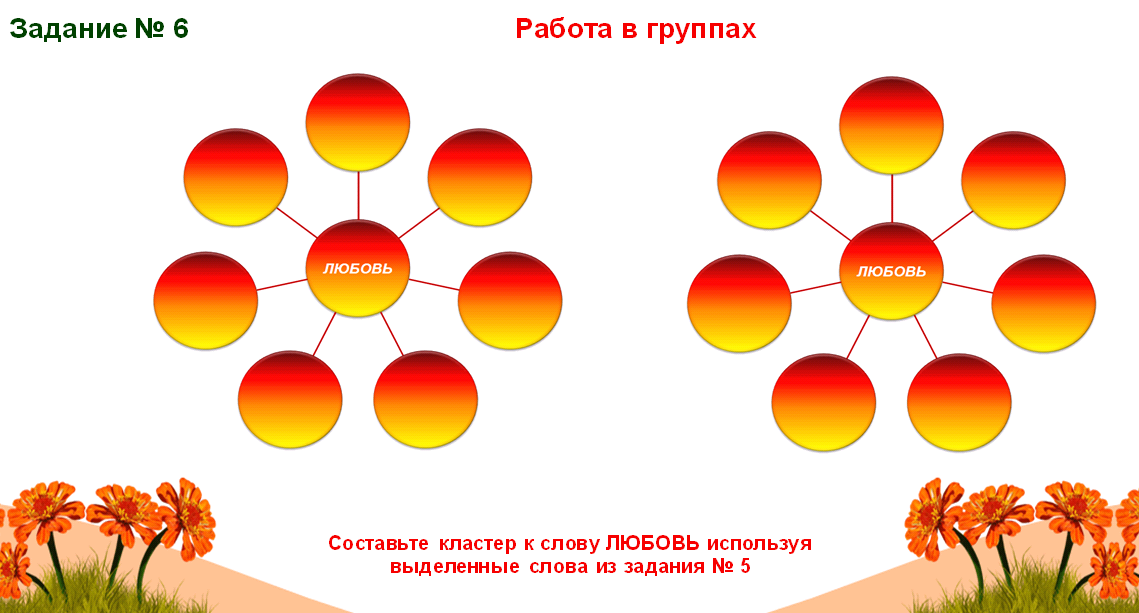 Задание № 6
Работа в группах
ЛЮБОВЬ
ЛЮБОВЬ
Составьте кластер к слову ЛЮБОВЬ используя
выделенные слова из задания № 5